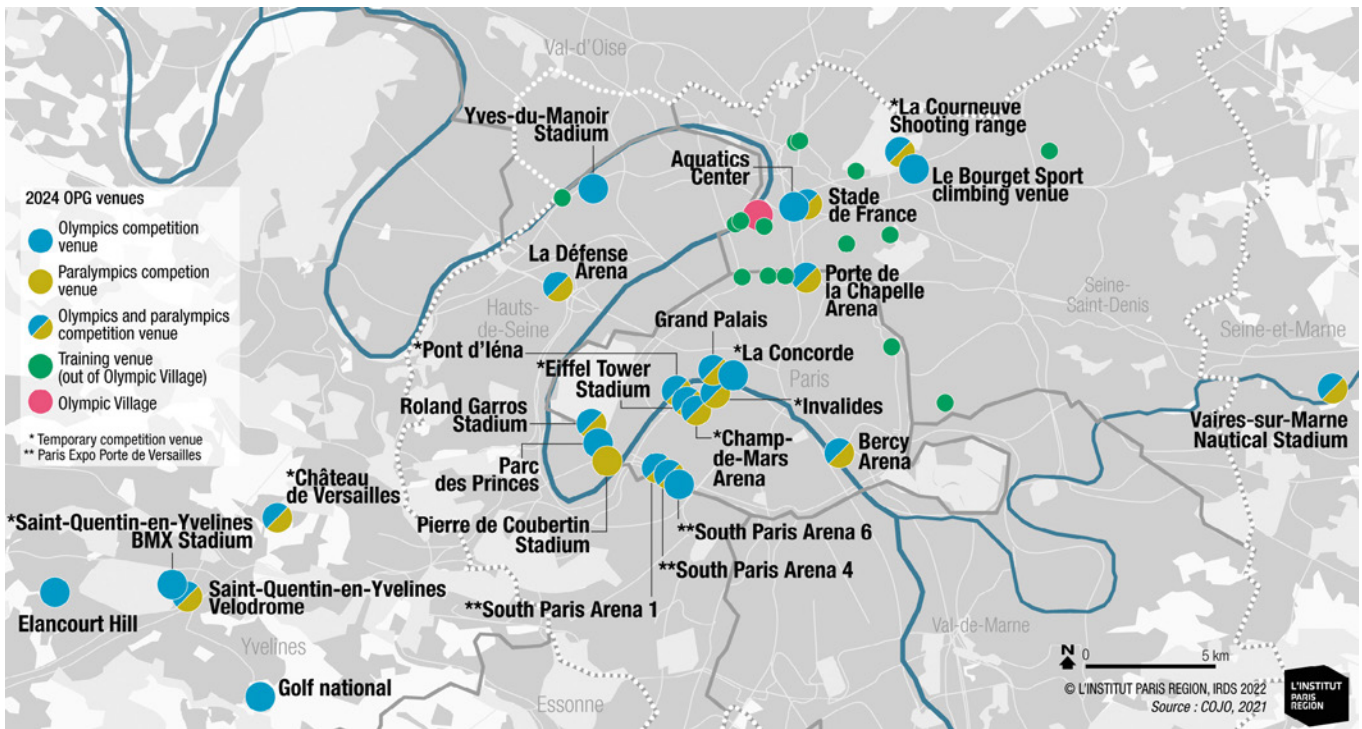 Val-d'Oise
Yves-du-Manoir
Stadium
*La Courneuve
Shooting range
Aquatics
Center
Le Bourget Sport
climbing venue
Stade
de France
2024 OPG venues
Olympics competition
venue
Paralympics competion
venue
Olympics and paralympics
competition venue
Training venue
(out of Olympic Village)
Olympic Village
* Temporary competition venue
** Paris Expo Porte de Versailles
La Défense
Arena
Hauts-
de-Seine
Porte de
la Chapelle
Arena
Seine-
Saint-Denis
Seine-et-Marne
Grand Palais
*Pont d'Iéna
*La Concorde
*Eiffel Tower
Stadium
Paris
*Invalides
Roland Garros
Stadium
Vaires-sur-Marne
Nautical Stadium
*Champ-
de-Mars
Arena
Bercy
Arena
Parc
des Princes
*Château
de Versailles
Pierre de Coubertin
Stadium
**South Paris Arena 6
*Saint-Quentin-en-Yvelines
BMX Stadium
**South Paris Arena 4
**South Paris Arena 1
Saint-Quentin-en-Yvelines
Velodrome
Elancourt Hill
Yvelines
Val-de-Marne
Golf national
Essonne
N
0
5 km
© L'INSTITUT PARIS REGION, IRDS 2022
Source : COJO, 2021
L'INSTITUT
PARIS
REGION